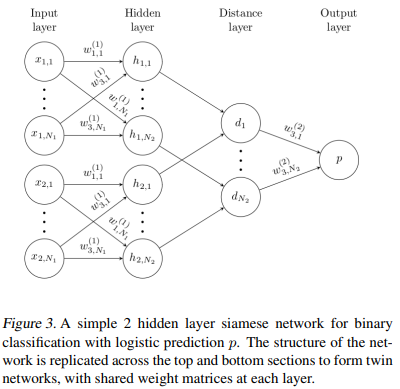 Input Hidden Distance Output
layer layer layer layer
x_{1,1} w_{1,1}^{(1)} h_{1,1}
w_{3,1}^{(1)}
w_{1,N_1}^{(1)}
x_{1,N_1} w_{3,N_1}^{(1)} h_{1,N_2}
d_1 w_{3,1}^{(2)}
p
x_{2,1} w_{1,1}^{(1)} h_{2,1}
d_{N_2} w_{3,N_2}^{(2)}
w_{3,1}^{(1)}
w_{1,N_1}^{(1)}
x_{2,N_1} w_{3,N_1}^{(1)} h_{2,N_2}
Figure 3. A simple 2 hidden layer siamese network for binary
classification with logistic prediction p. The structure of the net-
work is replicated across the top and bottom sections to form twin
networks, with shared weight matrices at each layer.